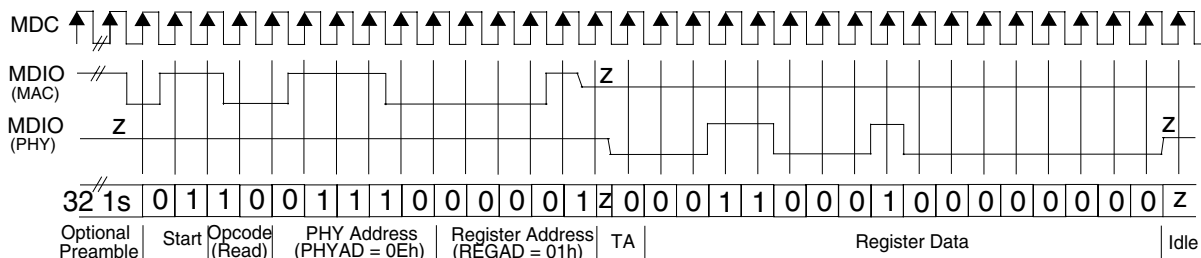 MDC
MDIO
(MAC)
Z
MDIO
(PHY)
Z
Z
32 1s 0 1 1 0 0 1 1 1 0 0 0 0 0 1 Z 0 0 0 1 1 0 0 0 1 0 0 0 0 0 0 0 0 Z
Optional
Preamble
Start
Opcode
(Read)
PHY Address
(PHYAD = 0Eh)
Register Address
(REGAD = 01h)
TA
Register Data
Idle